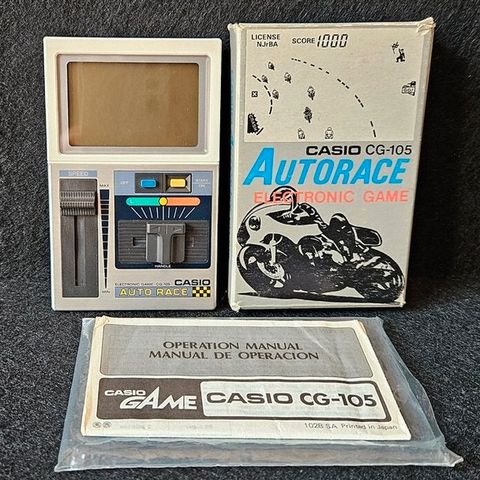 SPEED
MAX
MIN
OFF
START
ON
HANDLE
ELECTRONIC GAME CG-105 CASIO
AUTO RACE
LICENSE
NJrBA
SCORE 1000
CASIO CG-105
AUTORACE
ELECTRONIC GAME
OPERATION MANUAL
MANUAL DE OPERACION
CASIO
GAME
CASIO CG-105
102B SA Printed in Japan